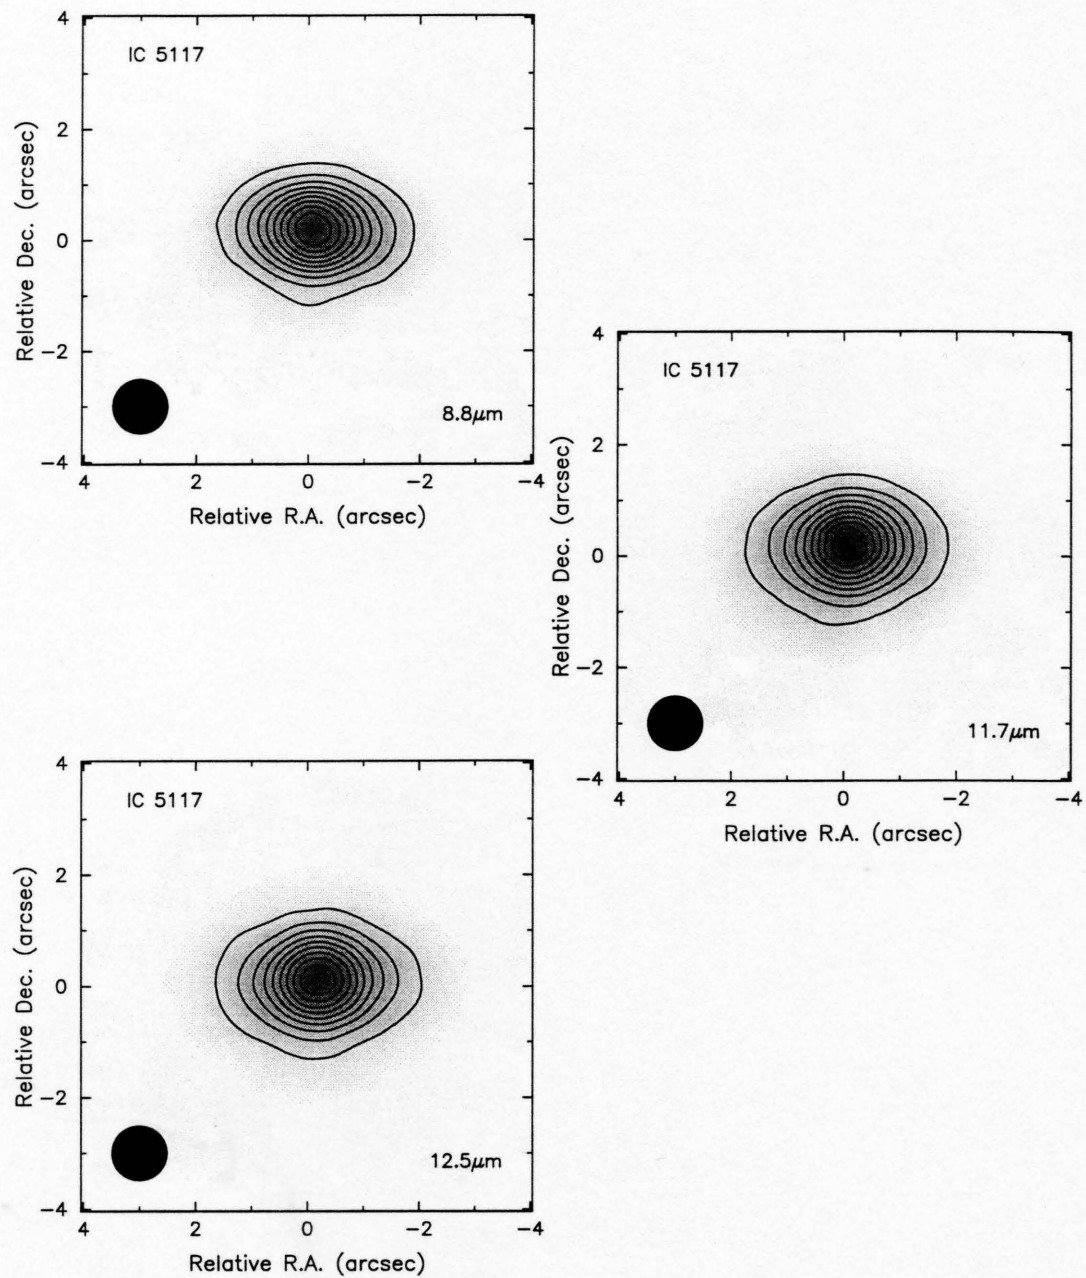 4
IC 5117
2
0
−2
−4
Relative Dec. (arcsec)
8.8μm
4 2 0 −2 −4
Relative R.A. (arcsec)
4
IC 5117
2
0
−2
−4
Relative Dec. (arcsec)
11.7μm
4 2 0 −2 −4
Relative R.A. (arcsec)
4
IC 5117
2
0
−2
−4
Relative Dec. (arcsec)
12.5μm
4 2 0 −2 −4
Relative R.A. (arcsec)